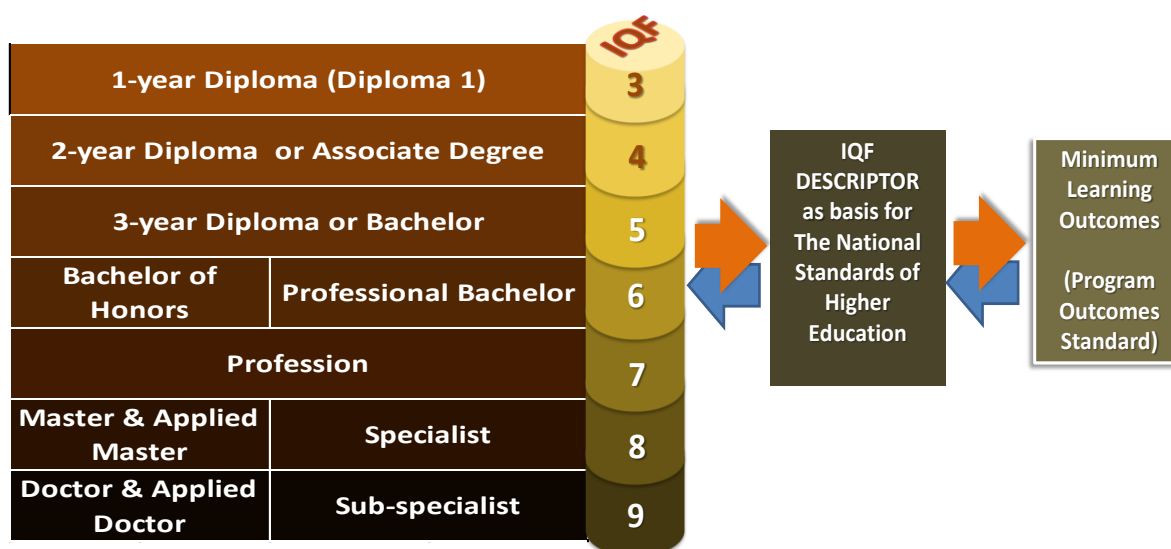 IQF
1-year Diploma (Diploma 1)
3
2-year Diploma or Associate Degree
4
3-year Diploma or Bachelor
5
Bachelor of
Honors
Professional Bachelor
6
Profession
7
Master & Applied
Master
Specialist
8
Doctor & Applied
Doctor
Sub-specialist
9
IQF
DESCRIPTOR
as basis for
The National
Standards of
Higher
Education
Minimum
Learning
Outcomes
(Program
Outcomes
Standard)